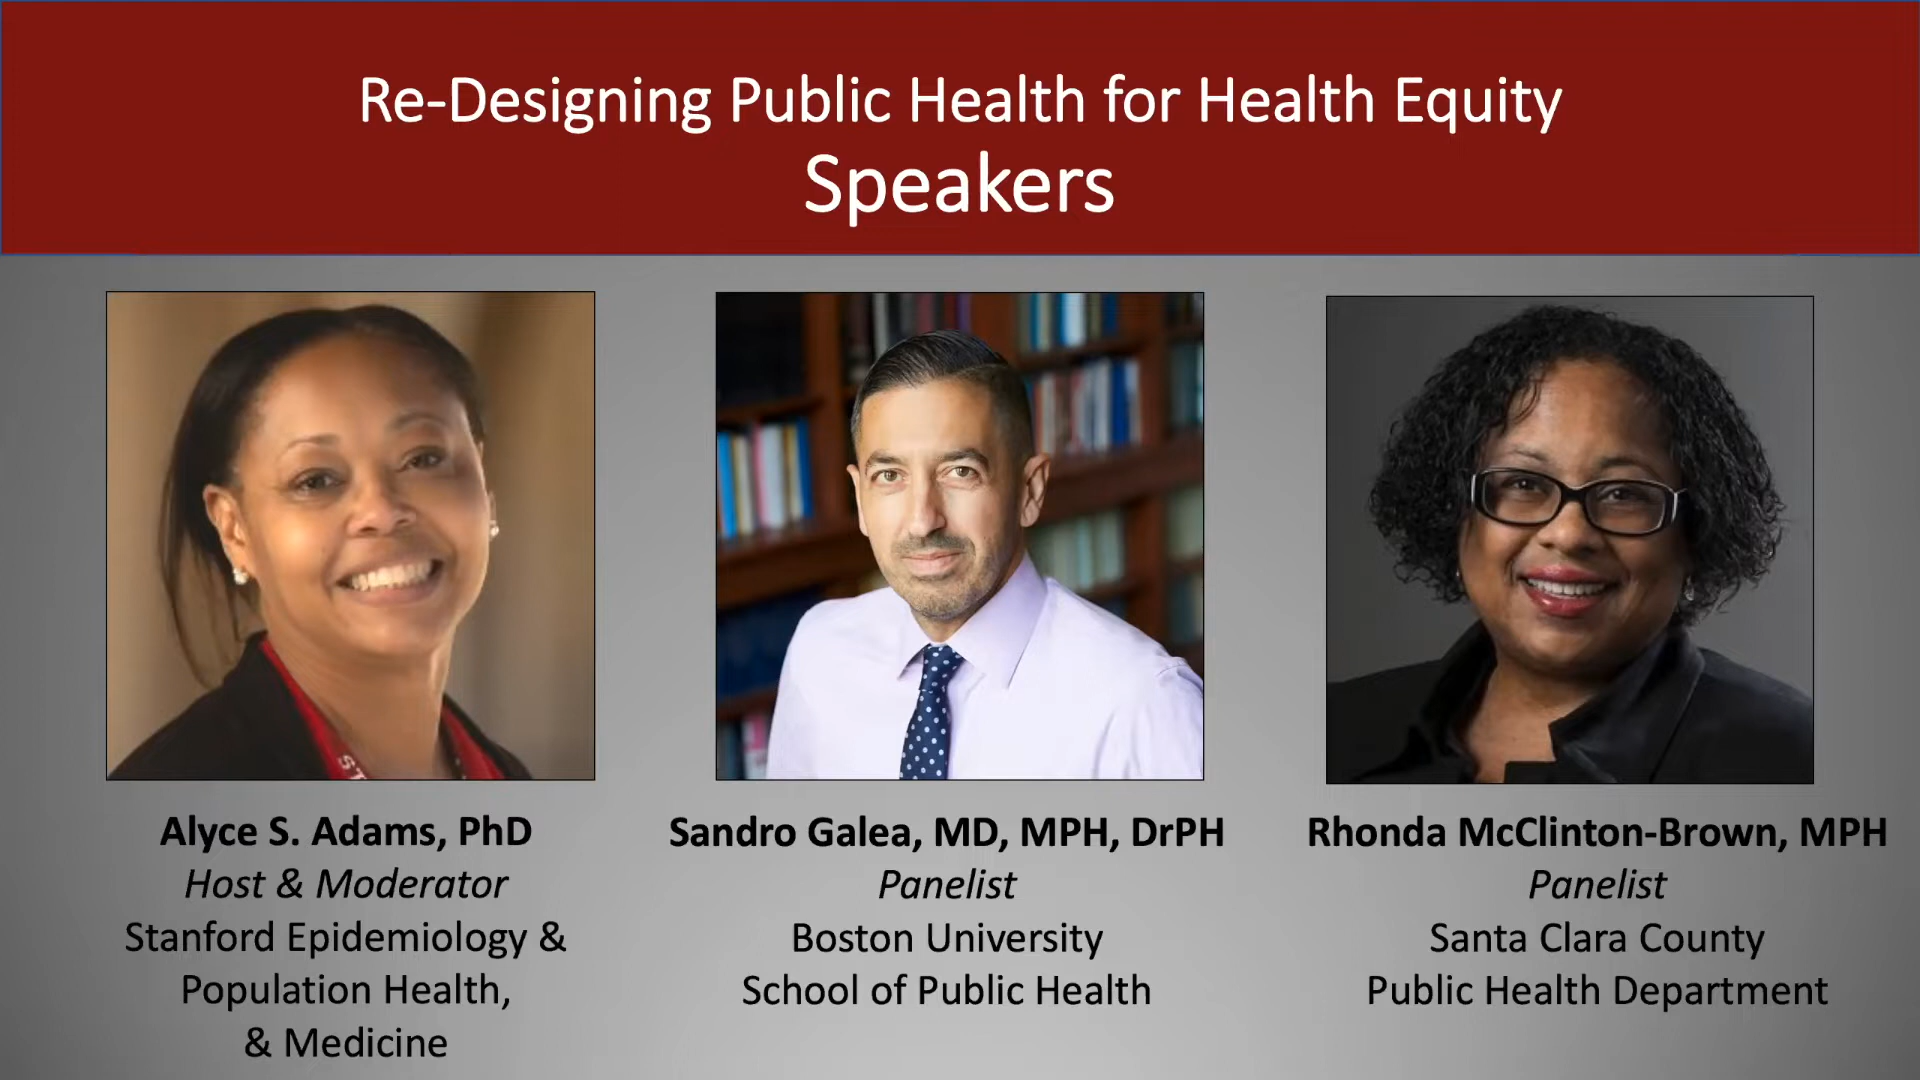 Re-Designing Public Health for Health Equity
Speakers
Alyce S. Adams, PhD
Host & Moderator
Stanford Epidemiology &
Population Health,
& Medicine
Sandro Galea, MD, MPH, DrPH
Panelist
Boston University
School of Public Health
Rhonda McClinton-Brown, MPH
Panelist
Santa Clara County
Public Health Department